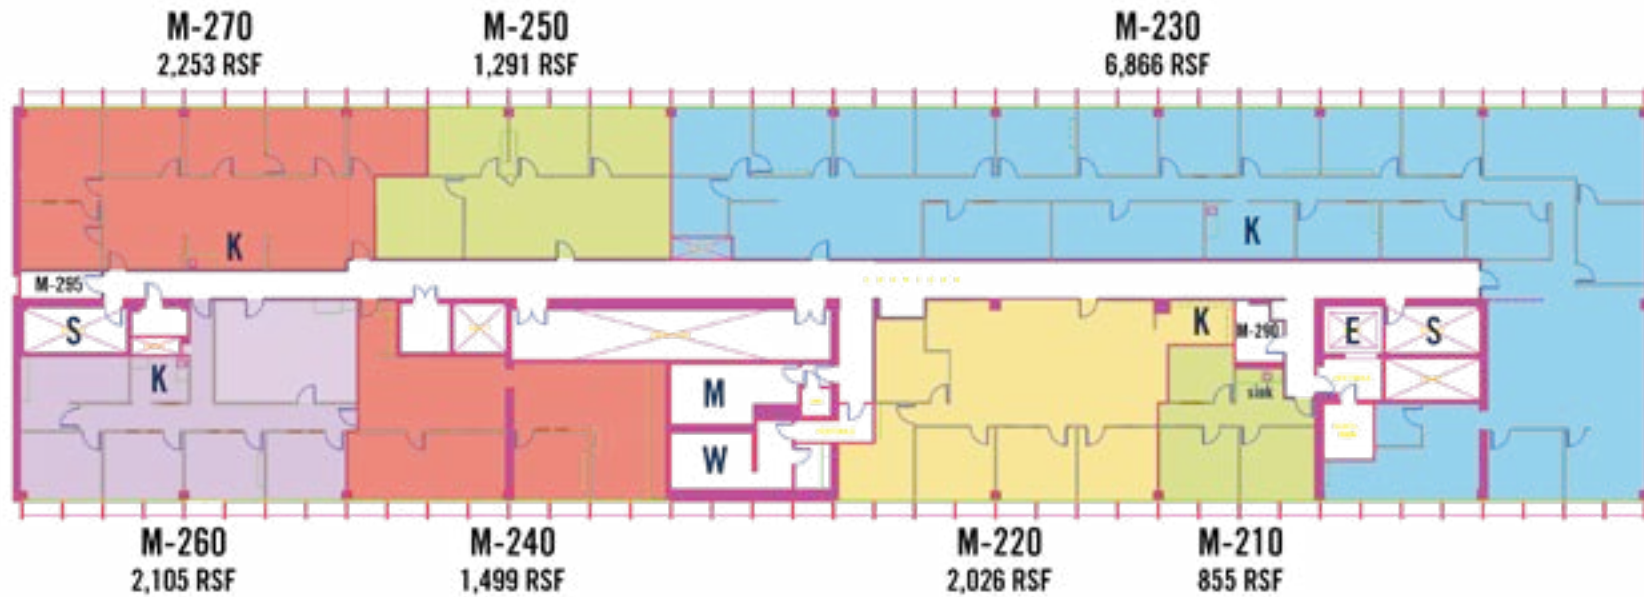 M-270
2,253 RSF
M-250
1,291 RSF
M-230
6,866 RSF
K
K
M-295
S
K
K
M-290
E
S
M
sink
W
M-260
2,105 RSF
M-240
1,499 RSF
M-220
2,026 RSF
M-210
855 RSF